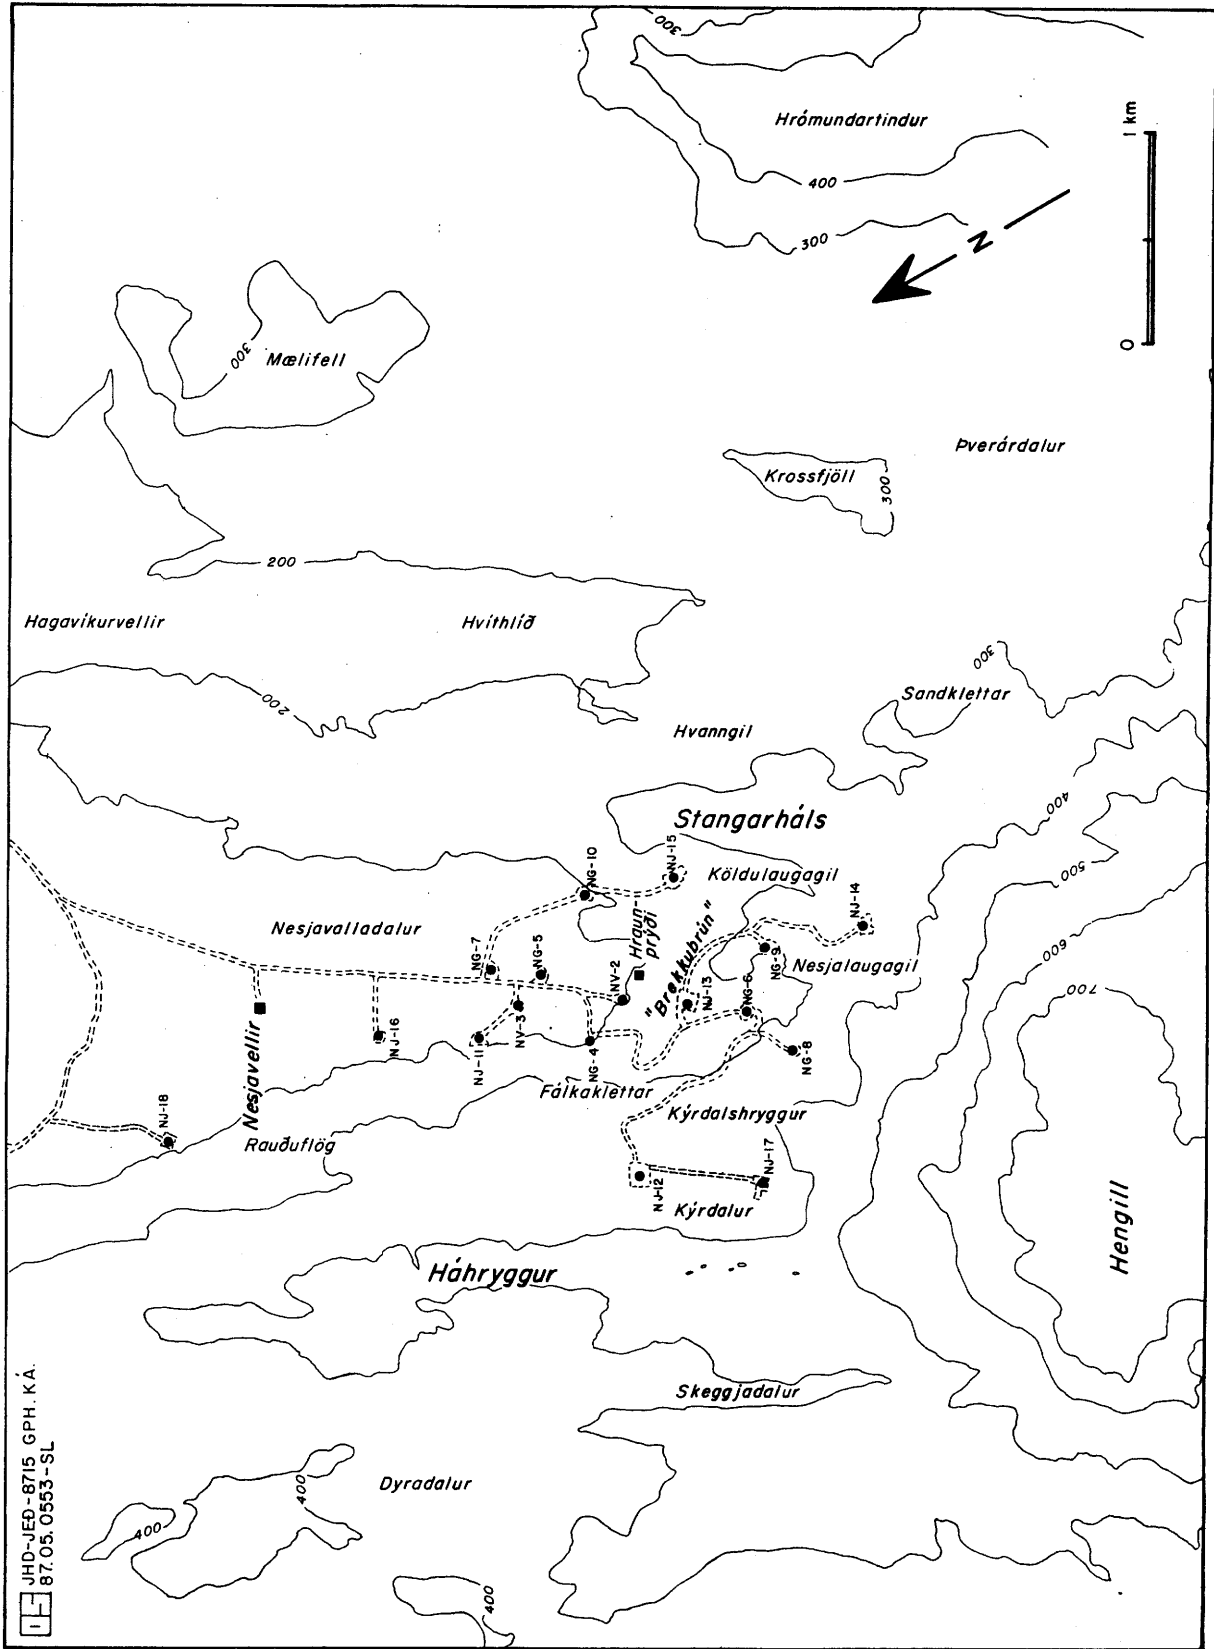 JHD-JEÐ-8715 GPH. KÁ.
87.05.0553-SL
300
Hrómundartindur
400
300
1 km
0
N
Mælifell
300
Krossfjöll
300
Þverárdalur
200
Hagavíkurvellir
Hvíthlíð
200
Hvanngil
Sandklettar
300
Stangarháls
400
NJ-15
Köldulaugagil
NG-10
500
Hraun-
prýði
"Brekkubrún"
NJ-14
Nesjavalladalur
NG-7
NG-5
NV-2
NG-9
Nesjalaugagil
600
700
NJ-13
NG-6
Nesjavellir
NJ-16
NJ-11
NV-3
NG-4
NG-8
Fálkaklettar
NJ-18
Rauðuflög
Kýrdalshryggur
NJ-12
NJ-17
Kýrdalur
Háhryggur
Hengill
Skeggjadalur
Dyradalur
400
400
400